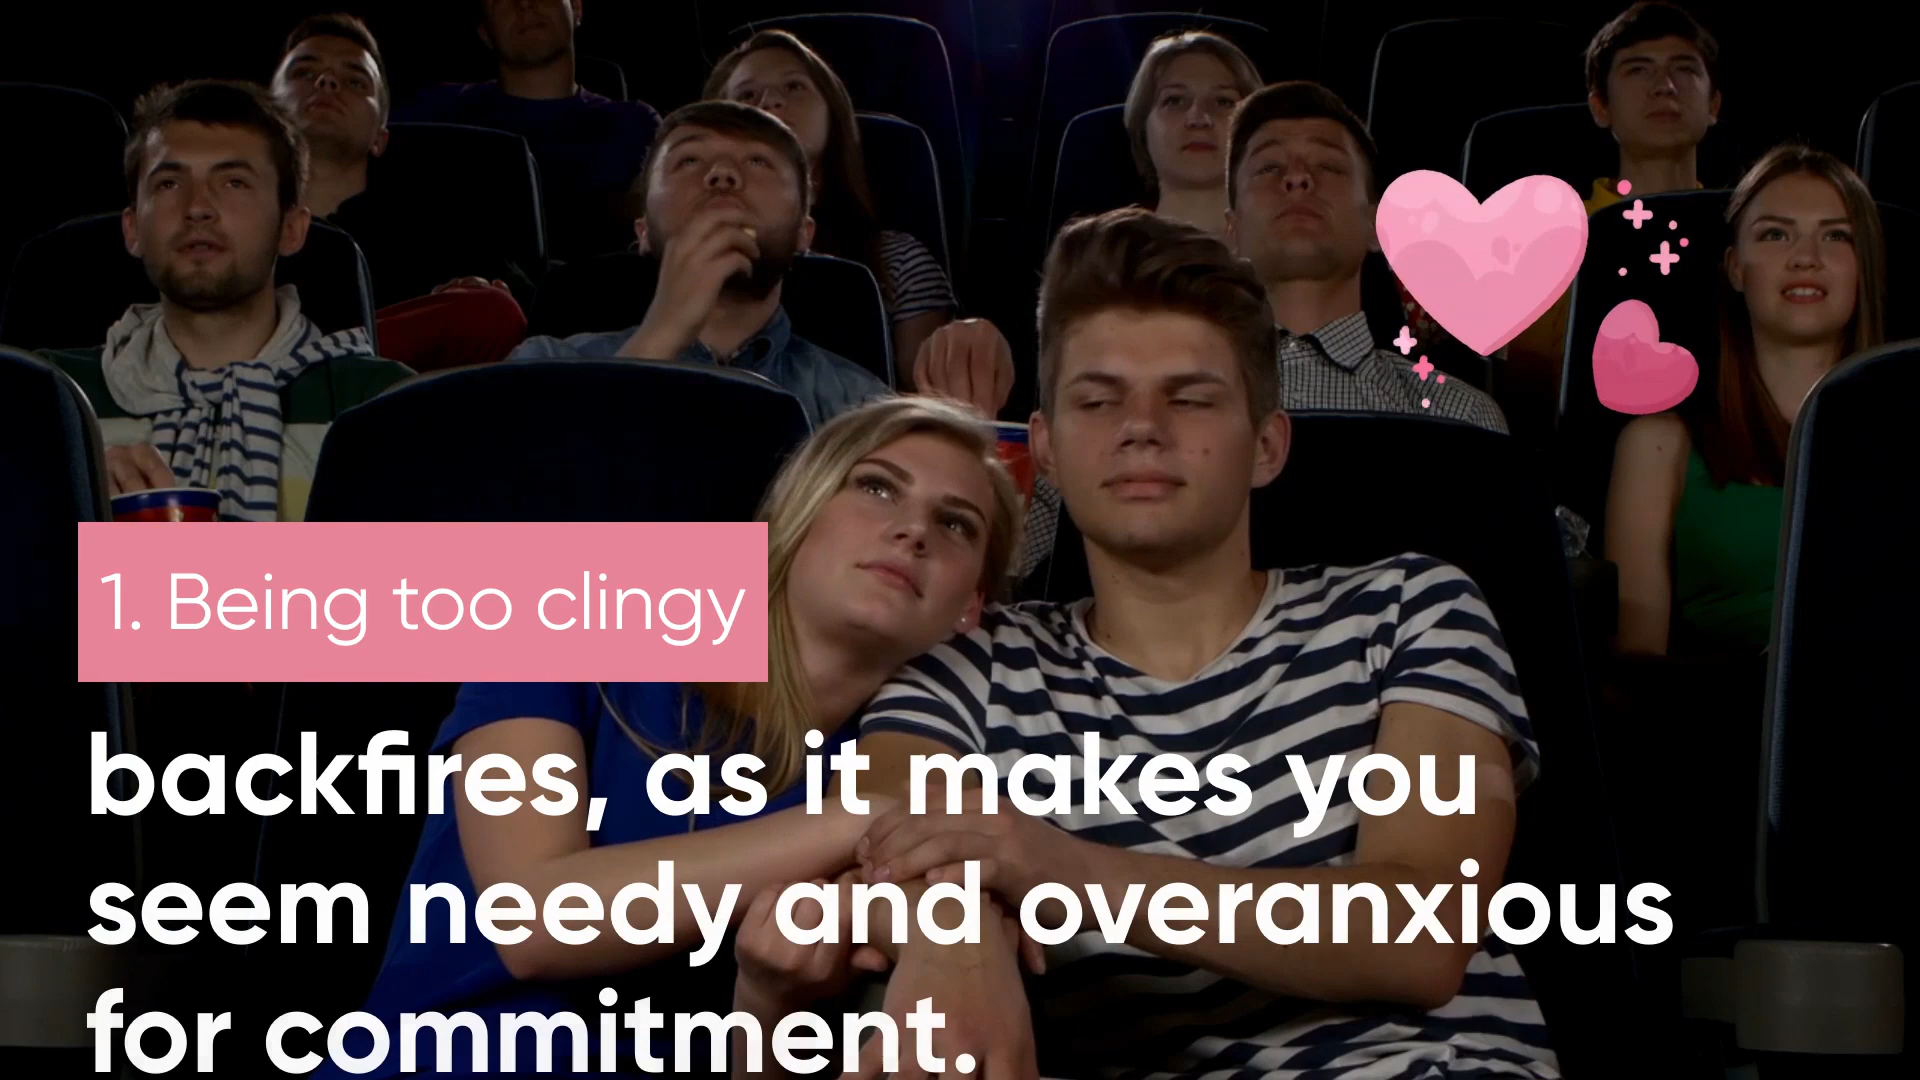 1. Being too clingy
backfires, as it makes you
seem needy and overanxious
for commitment.